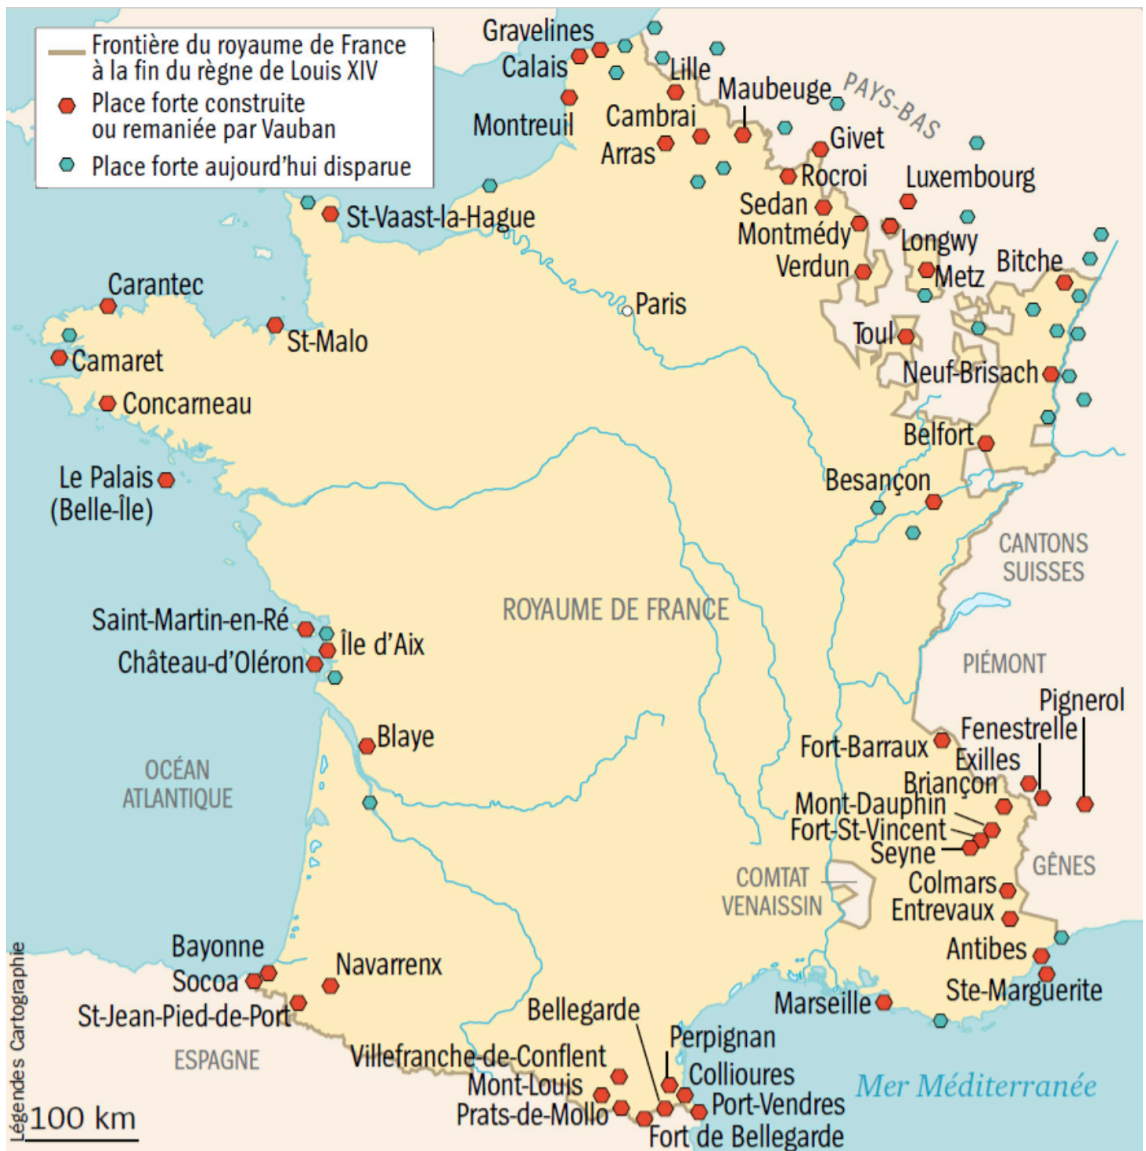 Frontière du royaume de France
à la fin du règne de Louis XIV
Place forte construite
ou remaniée par Vauban
Place forte aujourd'hui disparue
Gravelines
Calais
Lille
Maubeuge
PAYS-BAS
Montreuil
Cambrai
Arras
Givet
Rocroi
Luxembourg
Sedan
St-Vaast-la-Hague
Montmédy
Longwy
Verdun
Metz
Bitche
Carantec
Paris
St-Malo
Toul
Camaret
Neuf-Brisach
Concarneau
Belfort
Le Palais
(Belle-Île)
Besançon
CANTONS
SUISSES
ROYAUME DE FRANCE
Saint-Martin-en-Ré
Île d'Aix
Château-d'Oléron
PIÉMONT
Pignerol
Fenestrelle
Blaye
Fort-Barraux
Exilles
OCÉAN
ATLANTIQUE
Briançon
Mont-Dauphin
Fort-St-Vincent
Seyne
GÊNES
COMTAT
VENAISSIN
Colmars
Entrevaux
Bayonne
Navarrenx
Antibes
Socoa
Ste-Marguerite
St-Jean-Pied-de-Port
Marseille
Bellegarde
Perpignan
ESPAGNE
Villefranche-de-Conflent
Collioures
Mont-Louis
Mer Méditerranée
Prats-de-Mollo
Port-Vendres
Fort de Bellegarde
100 km
Légendes Cartographie